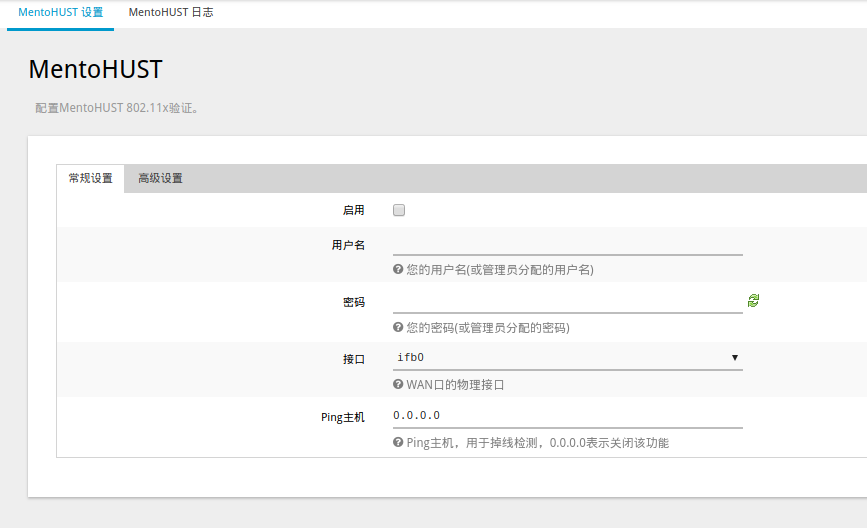 MentoHUST 设置 MentoHUST 日志
MentoHUST
配置MentoHUST 802.11x验证。
常规设置 高级设置
启用
用户名
您的用户名(或管理员分配的用户名)
密码
您的密码(或管理员分配的密码)
接口 ifb0
WAN口的物理接口
Ping主机 0.0.0.0
Ping主机，用于掉线检测，0.0.0.0表示关闭该功能